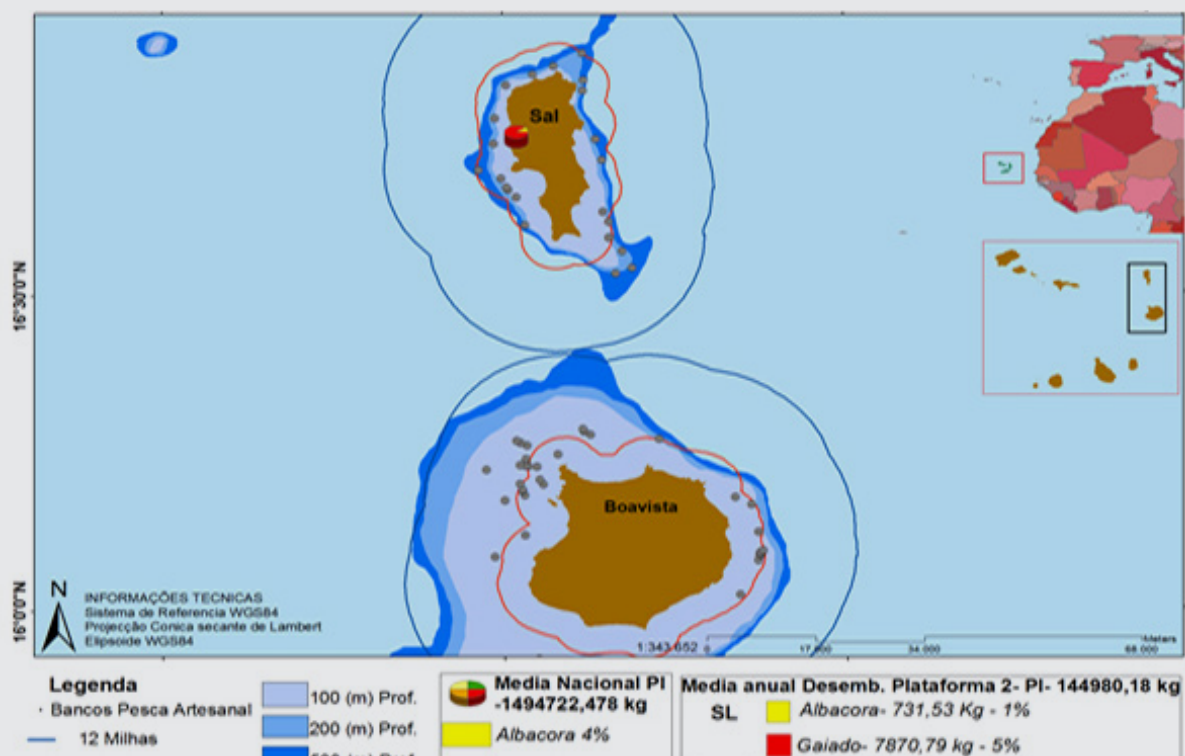 Sal
16°30'0"N
Boavista
16°0'0"N
N
INFORMAÇÕES TECNICAS
Sistema de Referencia WGS84
Projecção Conica secante de Lambert
Elipsoide WGS84
1:343.652
Meters
0 17.000 34.000 68.000
Legenda
Bancos Pesca Artesanal
12 Milhas
100 (m) Prof.
200 (m) Prof.
500 (m) Prof.
Media Nacional PI
-1494722,478 kg
Albacora 4%
Media anual Desemb. Plataforma 2- PI- 144980,18 kg
SL
Albacora- 731,53 Kg - 1%
Gaiado- 7870,79 kg - 5%